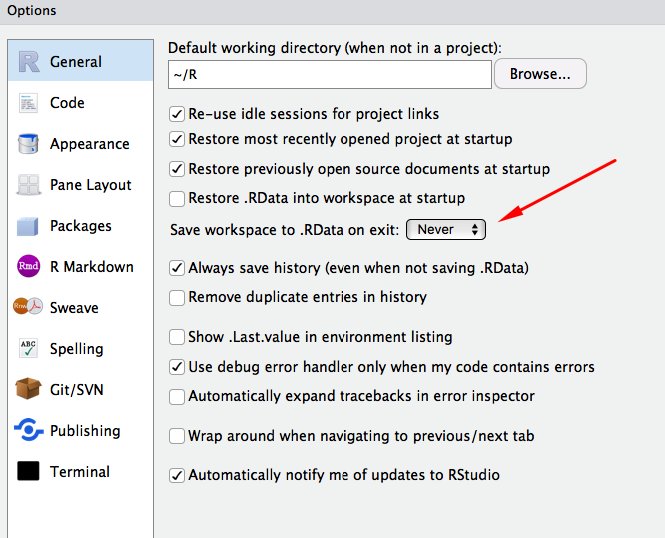 Options
General
Code
Appearance
Pane Layout
Packages
Rmd R Markdown
Rnw Sweave
ABC Spelling
Git/SVN
Publishing
Terminal
Default working directory (when not in a project):
~/R Browse...
Re-use idle sessions for project links
Restore most recently opened project at startup
Restore previously open source documents at startup
Restore .RData into workspace at startup
Save workspace to .RData on exit: Never
Always save history (even when not saving .RData)
Remove duplicate entries in history
Show .Last.value in environment listing
Use debug error handler only when my code contains errors
Automatically expand tracebacks in error inspector
Wrap around when navigating to previous/next tab
Automatically notify me of updates to RStudio